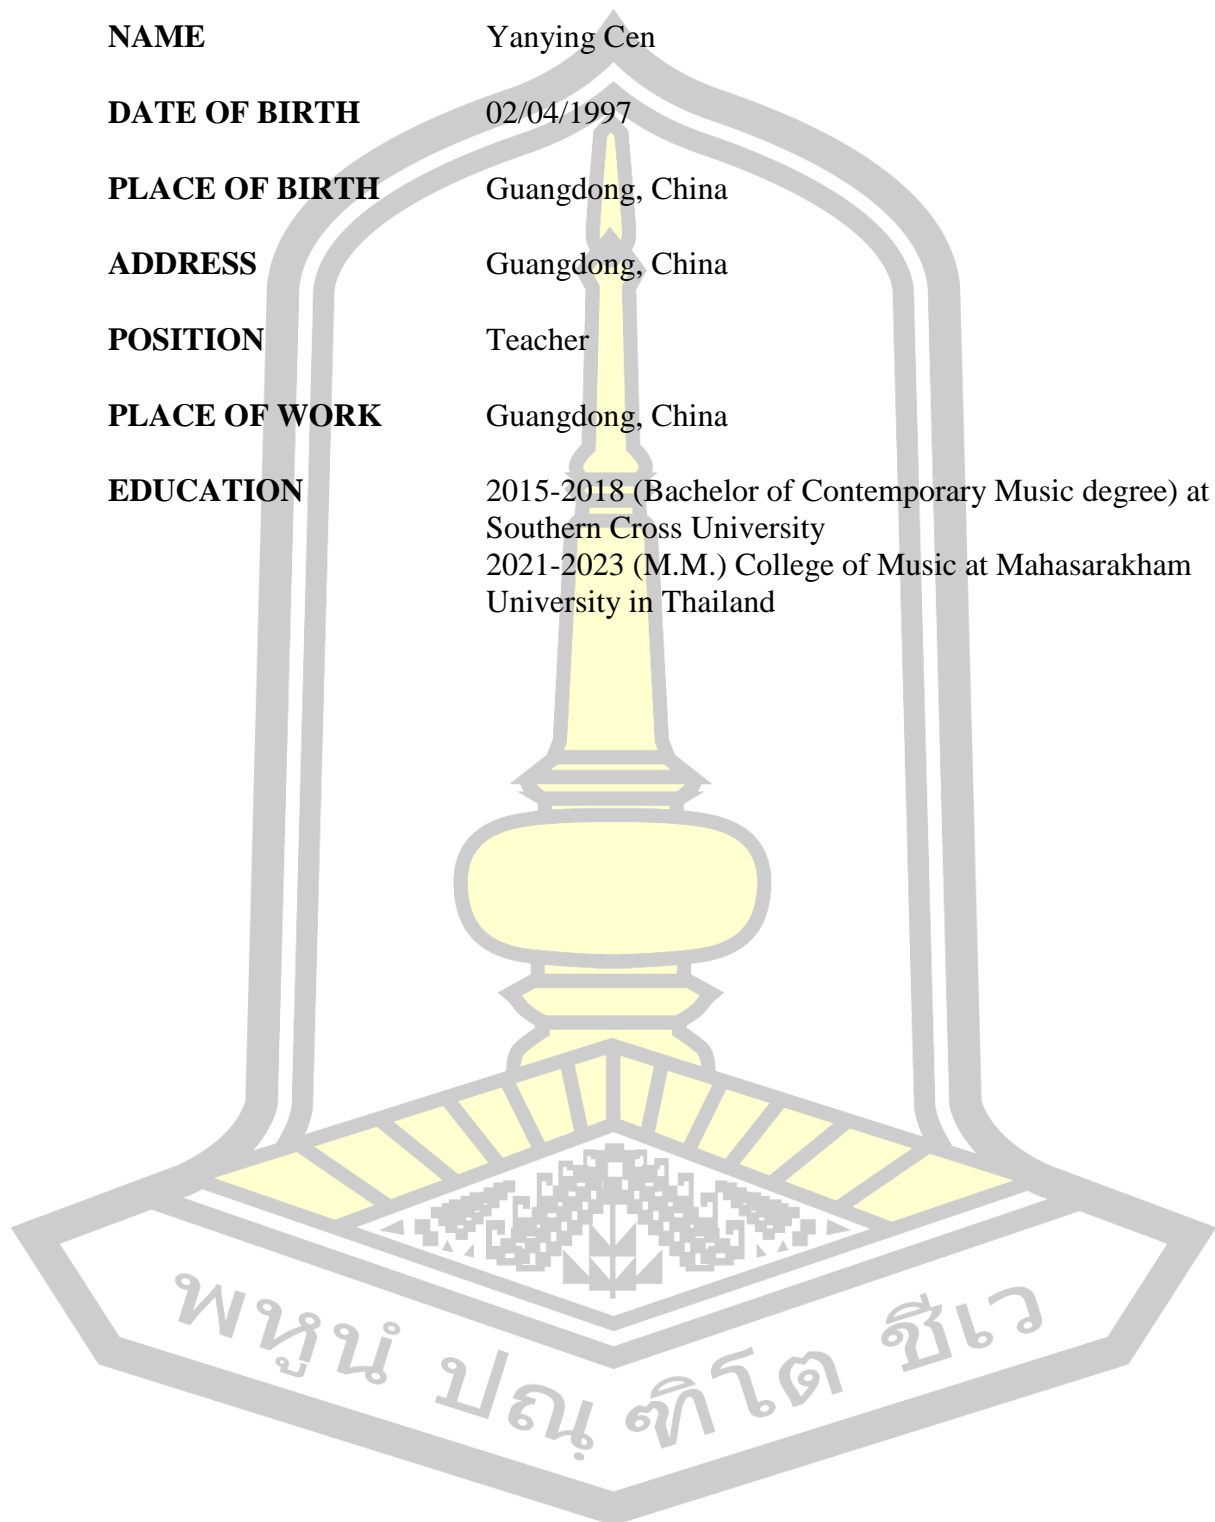 NAME Yanying Cen
DATE OF BIRTH 02/04/1997
PLACE OF BIRTH Guangdong, China
ADDRESS Guangdong, China
POSITION Teacher
PLACE OF WORK Guangdong, China
EDUCATION 2015-2018 (Bachelor of Contemporary Music degree) at
Southern Cross University
2021-2023 (M.M.) College of Music at Mahasarakham
University in Thailand
พหูนํ ปณฺฑิโต ชีเว